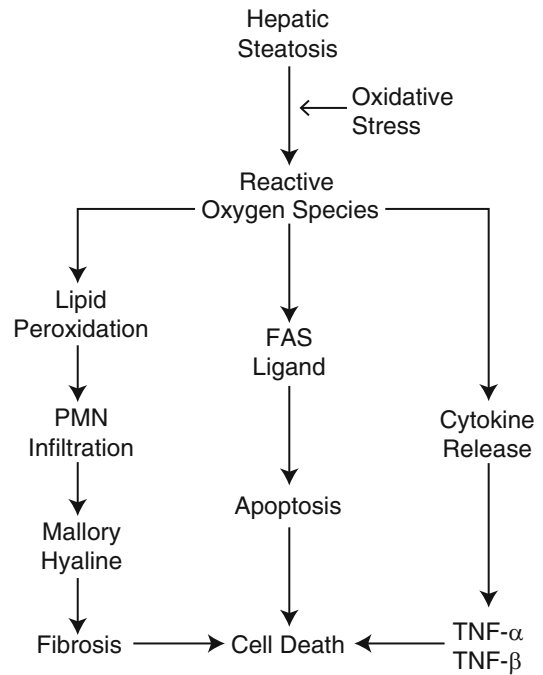 Hepatic
Steatosis
Oxidative
Stress
Reactive
Oxygen Species
Lipid
Peroxidation
FAS
Ligand
PMN
Infiltration
Cytokine
Release
Apoptosis
Mallory
Hyaline
Fibrosis
Cell Death
TNF-α
TNF-β